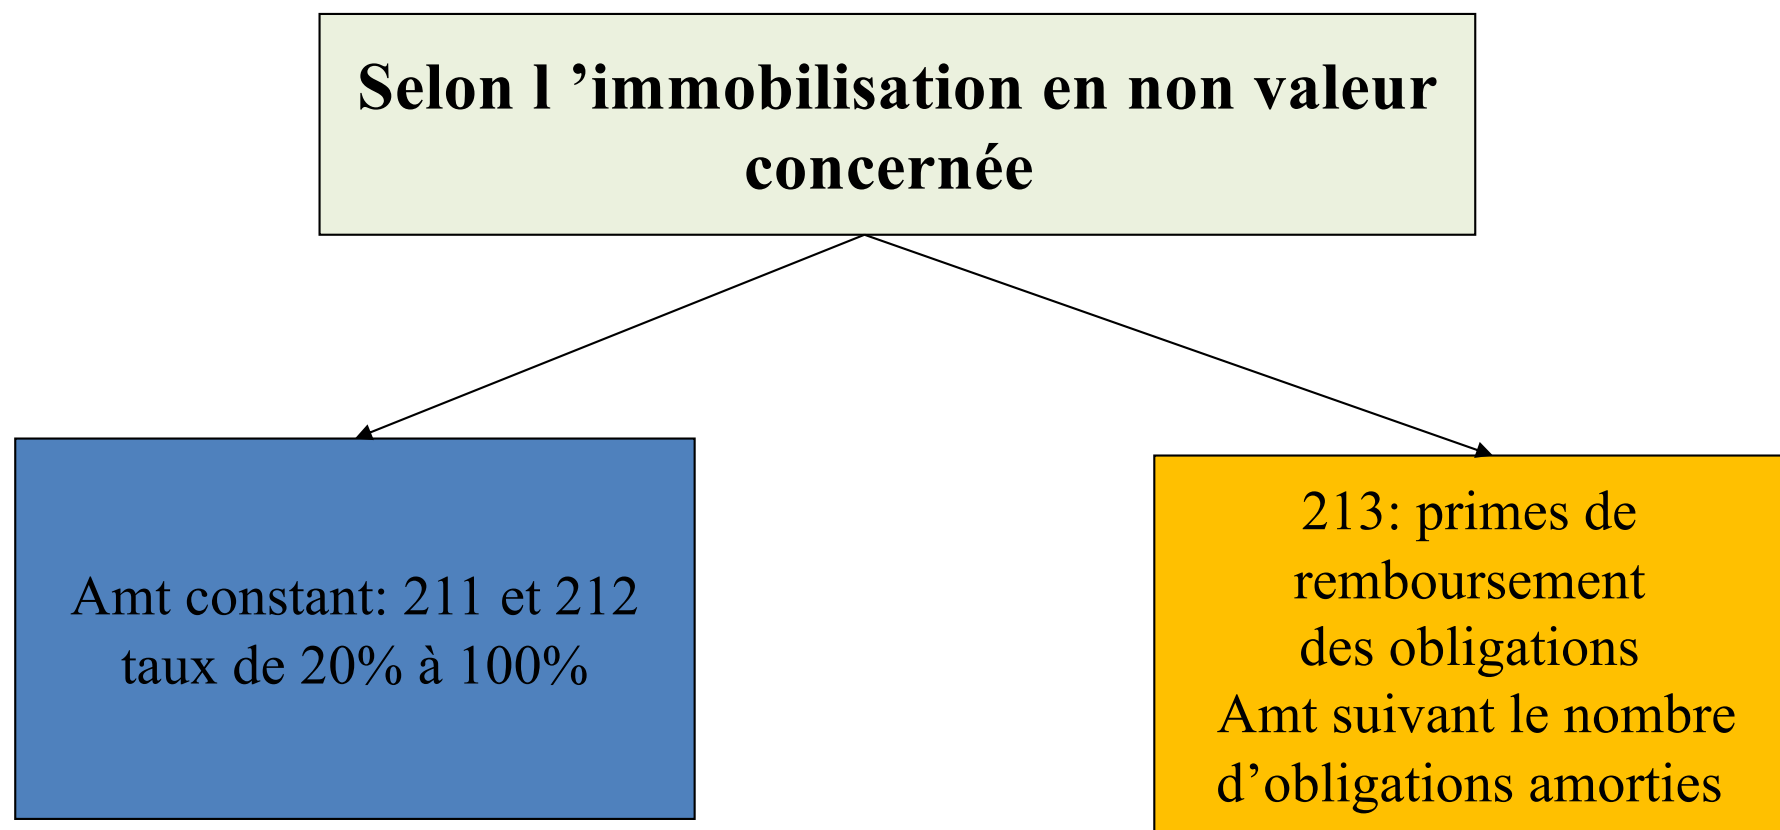 Selon l ’immobilisation en non valeur
concernée
Amt constant: 211 et 212
taux de 20% à 100%
213: primes de
remboursement
des obligations
Amt suivant le nombre
d’obligations amorties